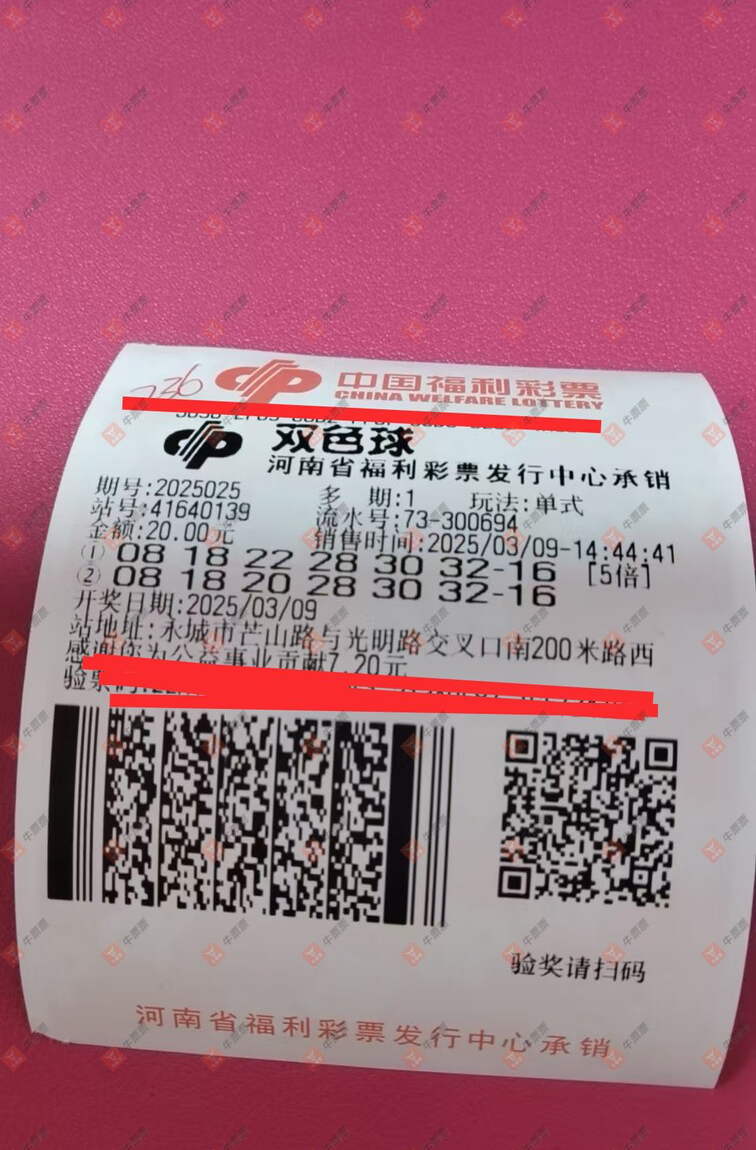 236
中国福利彩票
CHINA WELFARE LOTTERY
双色球
河南省福利彩票发行中心承销
期号:2025025 多 期:1 玩法:单式
站号:41640139 流水号:73-300694
金额:20.00元 销售时间:2025/03/09-14:44:41
① 08 18 22 28 30 32-16 [5倍]
② 08 18 20 28 30 32-16
开奖日期:2025/03/09
站地址:永城市芒山路与光明路交叉口南200米路西
感谢您为公益事业贡献7.20元
验票码:
验奖请扫码
河南省福利彩票发行中心承销
牛票票